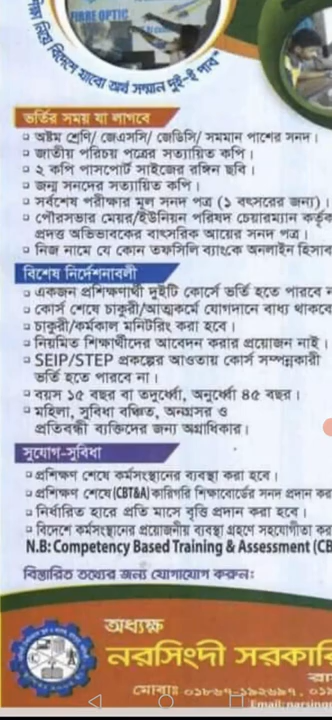 FIBRE OPTIC
নিয়ে বিদেশে যাবো অর্থ সম্মান দুই-ই পাব"
ভর্তির সময় যা লাগবে
▫ অষ্টম শ্রেণি/ জেএসসি/ জেডিসি/ সমমান পাশের সনদ।
▫ জাতীয় পরিচয় পত্রের সত্যায়িত কপি।
▫ ২ কপি পাসপোর্ট সাইজের রঙ্গিন ছবি।
▫ জন্ম সনদের সত্যায়িত কপি।
▫ সর্বশেষ পরীক্ষার মূল সনদ পত্র (১ বৎসরের জন্য)।
▫ পৌরসভার মেয়র/ইউনিয়ন পরিষদ চেয়ারম্যান কর্তৃক
প্রদত্ত অভিভাবকের বাৎসরিক আয়ের সনদ পত্র।
▫ নিজ নামে যে কোন তফসিলি ব্যাংকে অনলাইন হিসাব
বিশেষ নির্দেশনাবলী
▫ একজন প্রশিক্ষণার্থী দুইটি কোর্সে ভর্তি হতে পারবে ন
▫ কোর্স শেষে চাকুরী/আত্মকর্মে যোগদানে বাধ্য থাকবে
▫ চাকুরী/কর্মকাল মনিটরিং করা হবে।
▫ নিয়মিত শিক্ষার্থীদের আবেদন করার প্রয়োজন নাই।
▫ SEIP/STEP প্রকল্পের আওতায় কোর্স সম্পন্নকারী
ভর্তি হতে পারবে না।
▫ বয়স ১৫ বছর বা তদুর্ধ্বো, অনুর্ধ্বো ৪৫ বছর।
▫ মহিলা, সুবিধা বঞ্চিত, অনগ্রসর ও
প্রতিবন্ধী ব্যক্তিদের জন্য অগ্রাধিকার।
সুযোগ-সুবিধা
▫ প্রশিক্ষণ শেষে কর্মসংস্থানের ব্যবস্থা করা হবে।
▫ প্রশিক্ষণ শেষে (CBT&A) কারিগরি শিক্ষাবোর্ডের সনদ প্রদান কর
▫ নির্ধারিত হারে প্রতি মাসে বৃত্তি প্রদান করা হবে।
▫ বিদেশে কর্মসংস্থানের প্রয়োজনীয় ব্যবস্থা গ্রহণে সহযোগীতা কর
N.B: Competency Based Training & Assessment (CB
বিস্তারিত তথ্যের জন্য যোগাযোগ করুন:
অধ্যক্ষ
নরসিংদী সরকারি
মোবাঃ ০১৮৬৭-১৯২৬৯৭, ০১৯
Email: narsing